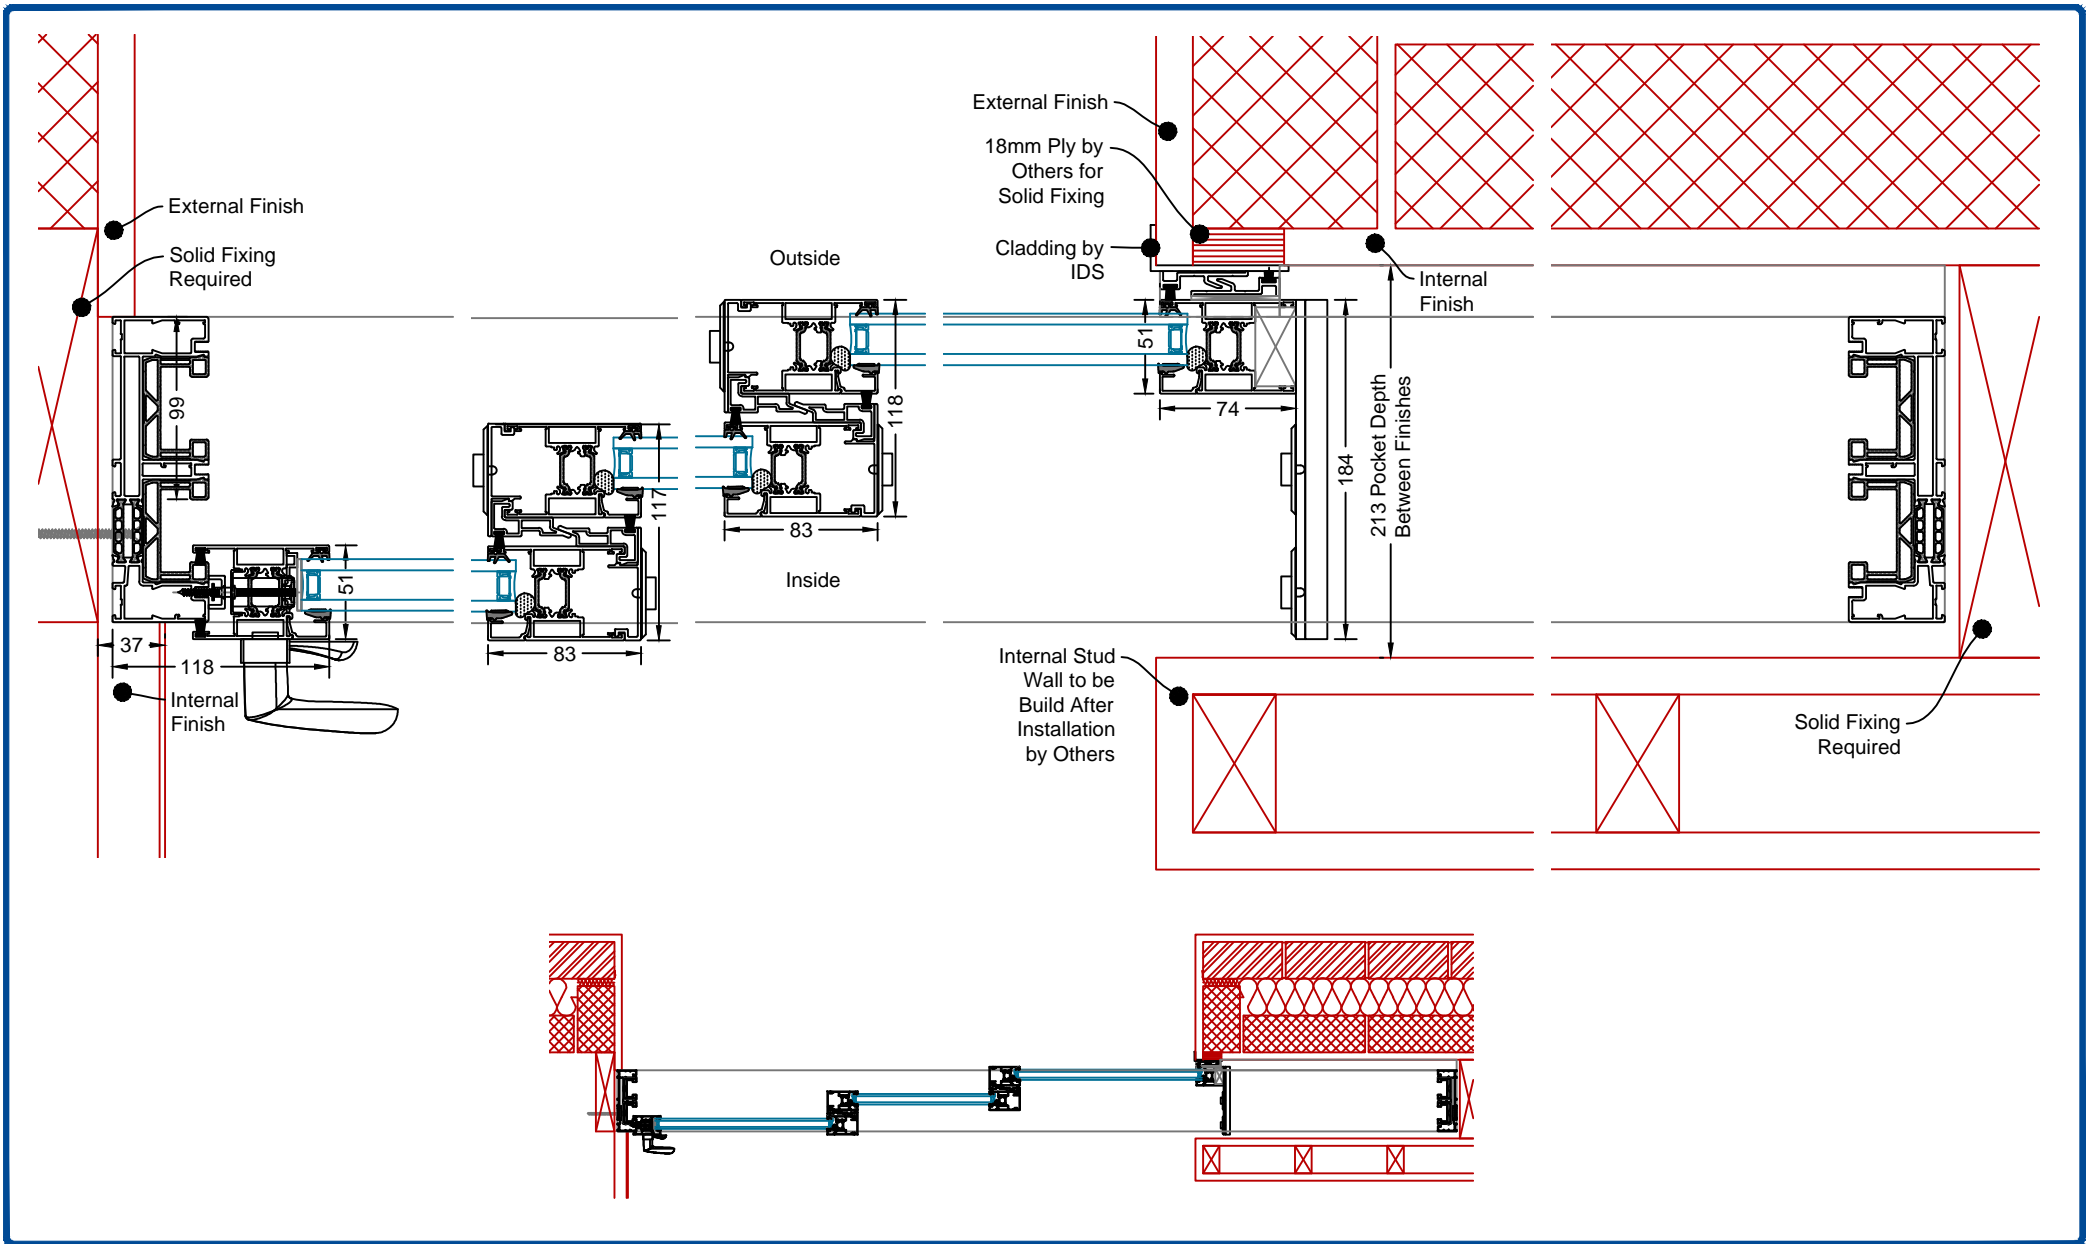 External Finish
18mm Ply by
Others for
Solid Fixing
Cladding by
IDS
External Finish
Solid Fixing
Required
Outside
Internal
Finish
51
99
118
74
117
184
213 Pocket Depth
Between Finishes
83
51
Inside
37
118
83
Internal
Finish
Internal Stud
Wall to be
Build After
Installation
by Others
Solid Fixing
Required